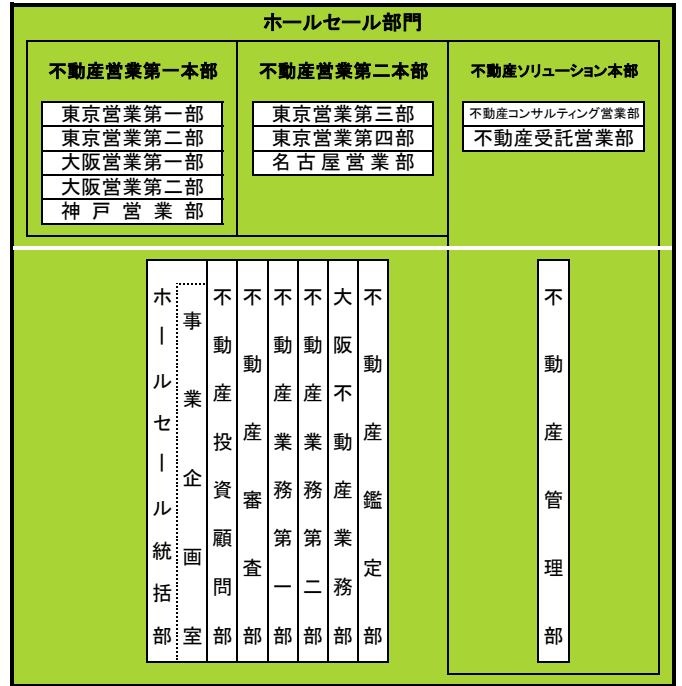 ホールセール部門
不動産営業第一本部
東京営業第一部
東京営業第二部
大阪営業第一部
大阪営業第二部
神戸営業部
不動産営業第二本部
東京営業第三部
東京営業第四部
名古屋営業部
不動産ソリューション本部
不動産コンサルティング営業部
不動産受託営業部
ホールセール統括部
事業企画室
不動産投資顧問部
不動産審査部
不動産業務第一部
不動産業務第二部
大阪不動産業務部
不動産鑑定部
不動産管理部